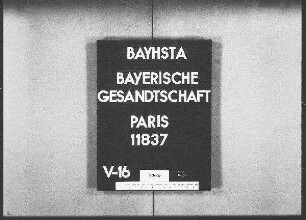 BAYHSTA
BAYERISCHE
GESANDTSCHAFT
PARIS
11837
V-16